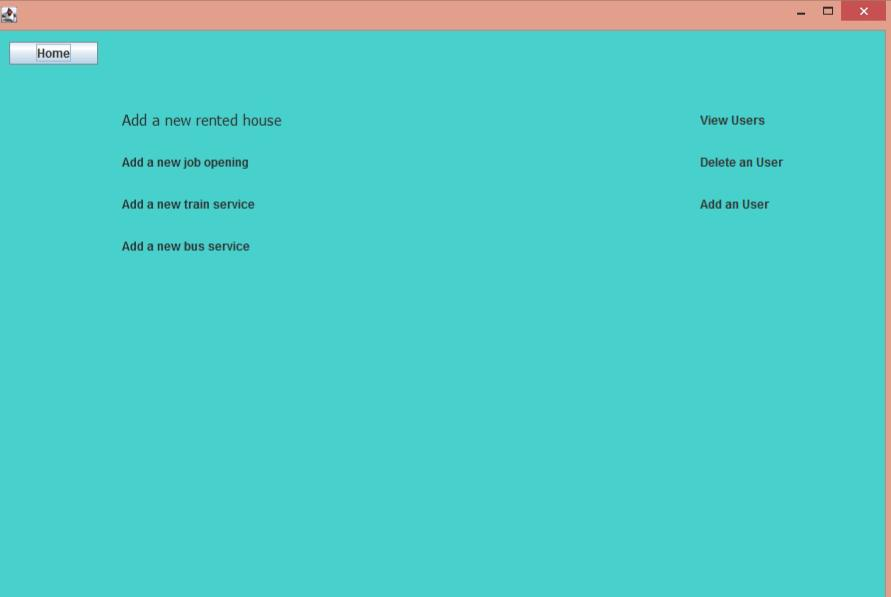 Home
Add a new rented house
View Users
Add a new job opening
Delete an User
Add a new train service
Add an User
Add a new bus service